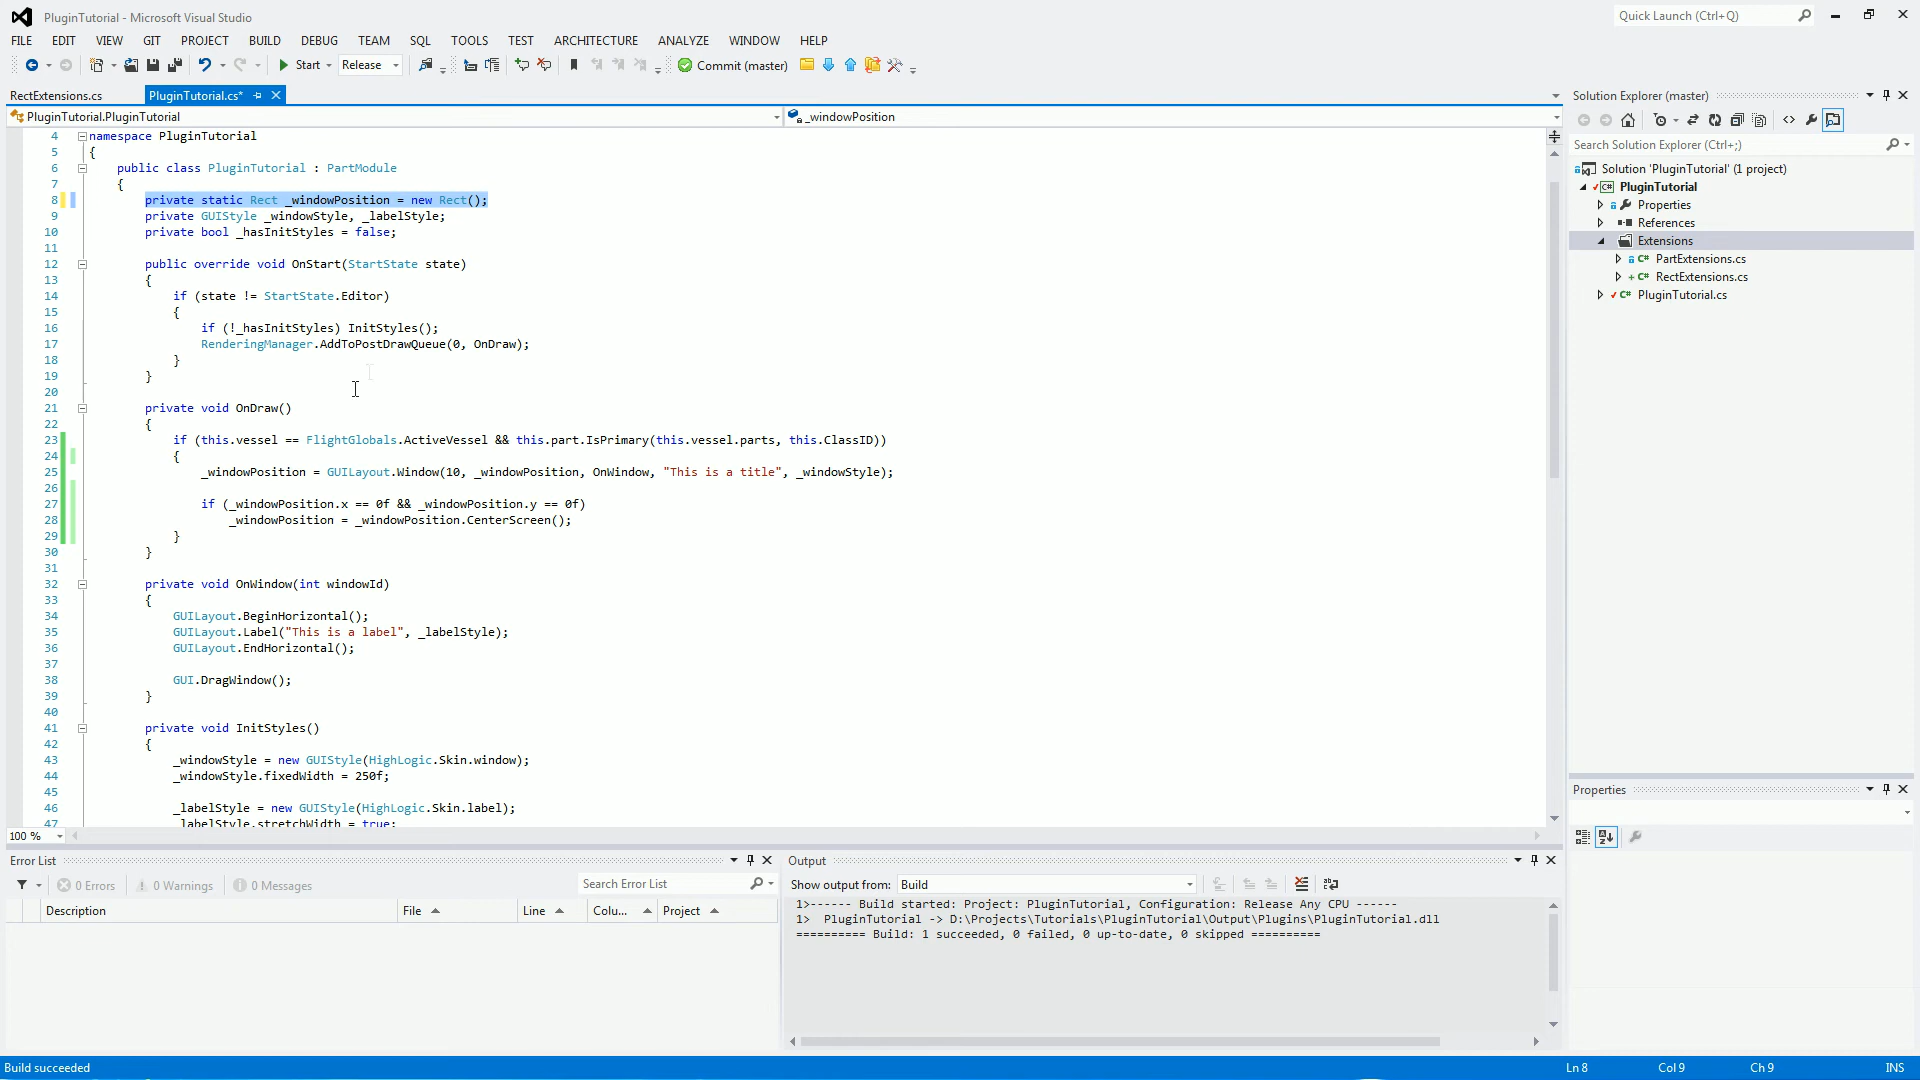 PluginTutorial - Microsoft Visual Studio
Quick Launch (Ctrl+Q)
FILE EDIT VIEW GIT PROJECT BUILD DEBUG TEAM SQL TOOLS TEST ARCHITECTURE ANALYZE WINDOW HELP
Start Release Commit (master)
RectExtensions.cs PluginTutorial.cs*
PluginTutorial.PluginTutorial _windowPosition
4 namespace PluginTutorial
5 {
6 public class PluginTutorial : PartModule
7 {
8 private static Rect _windowPosition = new Rect();
9 private GUIStyle _windowStyle, _labelStyle;
10 private bool _hasInitStyles = false;
11
12 public override void OnStart(StartState state)
13 {
14 if (state != StartState.Editor)
15 {
16 if (!_hasInitStyles) InitStyles();
17 RenderingManager.AddToPostDrawQueue(0, OnDraw);
18 }
19 }
20
21 private void OnDraw()
22 {
23 if (this.vessel == FlightGlobals.ActiveVessel && this.part.IsPrimary(this.vessel.parts, this.ClassID))
24 {
25 _windowPosition = GUILayout.Window(10, _windowPosition, OnWindow, "This is a title", _windowStyle);
26
27 if (_windowPosition.x == 0f && _windowPosition.y == 0f)
28 _windowPosition = _windowPosition.CenterScreen();
29 }
30 }
31
32 private void OnWindow(int windowId)
33 {
34 GUILayout.BeginHorizontal();
35 GUILayout.Label("This is a label", _labelStyle);
36 GUILayout.EndHorizontal();
37
38 GUI.DragWindow();
39 }
40
41 private void InitStyles()
42 {
43 _windowStyle = new GUIStyle(HighLogic.Skin.window);
44 _windowStyle.fixedWidth = 250f;
45
46 _labelStyle = new GUIStyle(HighLogic.Skin.label);
47 _labelStyle.stretchWidth = true;
100 %
Solution Explorer (master)
Search Solution Explorer (Ctrl+;)
Solution 'PluginTutorial' (1 project)
PluginTutorial
Properties
References
Extensions
PartExtensions.cs
RectExtensions.cs
PluginTutorial.cs
Properties
Error List
0 Errors 0 Warnings 0 Messages Search Error List
Description File Line Colu... Project
Output
Show output from: Build
1>------ Build started: Project: PluginTutorial, Configuration: Release Any CPU ------
1> PluginTutorial -> D:\Projects\Tutorials\PluginTutorial\Output\Plugins\PluginTutorial.dll
========== Build: 1 succeeded, 0 failed, 0 up-to-date, 0 skipped ==========
Build succeeded Ln 8 Col 9 Ch 9 INS